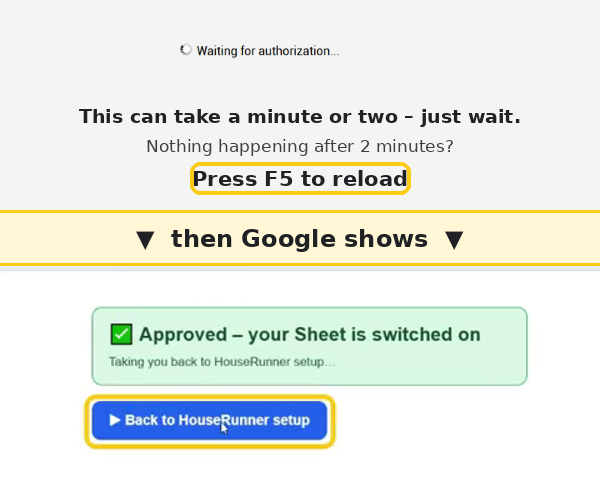 Waiting for authorization...
This can take a minute or two – just wait.
Nothing happening after 2 minutes?
Press F5 to reload
▼ then Google shows ▼
✅ Approved – your Sheet is switched on
Taking you back to HouseRunner setup...
▶ Back to HouseRunner setup